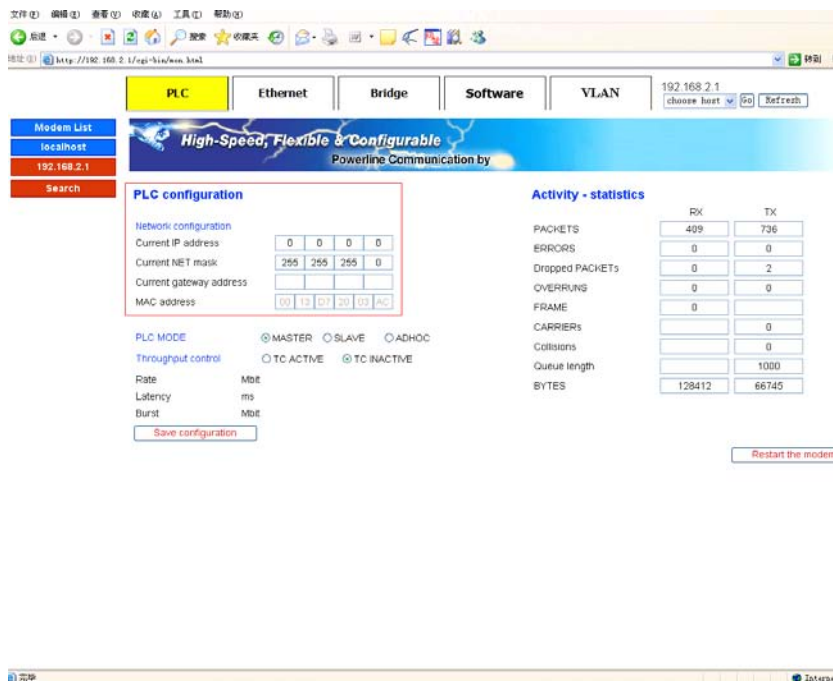 文件(F) 编辑(E) 查看(V) 收藏(A) 工具(T) 帮助(H)
后退 搜索 收藏夹
地址(D) http://192.168.2.1/cgi-bin/mon.html 转到
PLC Ethernet Bridge Software VLAN
192.168.2.1
choose host Go Refresh
Modem List
localhost
192.168.2.1
Search
High-Speed, Flexible & Configurable
Powerline Communication by
PLC configuration
Network configuration
Current IP address 0 0 0 0
Current NET mask 255 255 255 0
Current gateway address
MAC address 00 13 D7 20 03 AC
PLC MODE MASTER SLAVE ADHOC
Throughput control TC ACTIVE TC INACTIVE
Rate Mbit
Latency ms
Burst Mbit
Save configuration
Activity - statistics
RX TX
PACKETS 409 736
ERRORS 0 0
Dropped PACKETs 0 2
OVERRUNS 0 0
FRAME 0
CARRIERs 0
Collisions 0
Queue length 1000
BYTES 128412 66745
Restart the modem
完毕 Interne